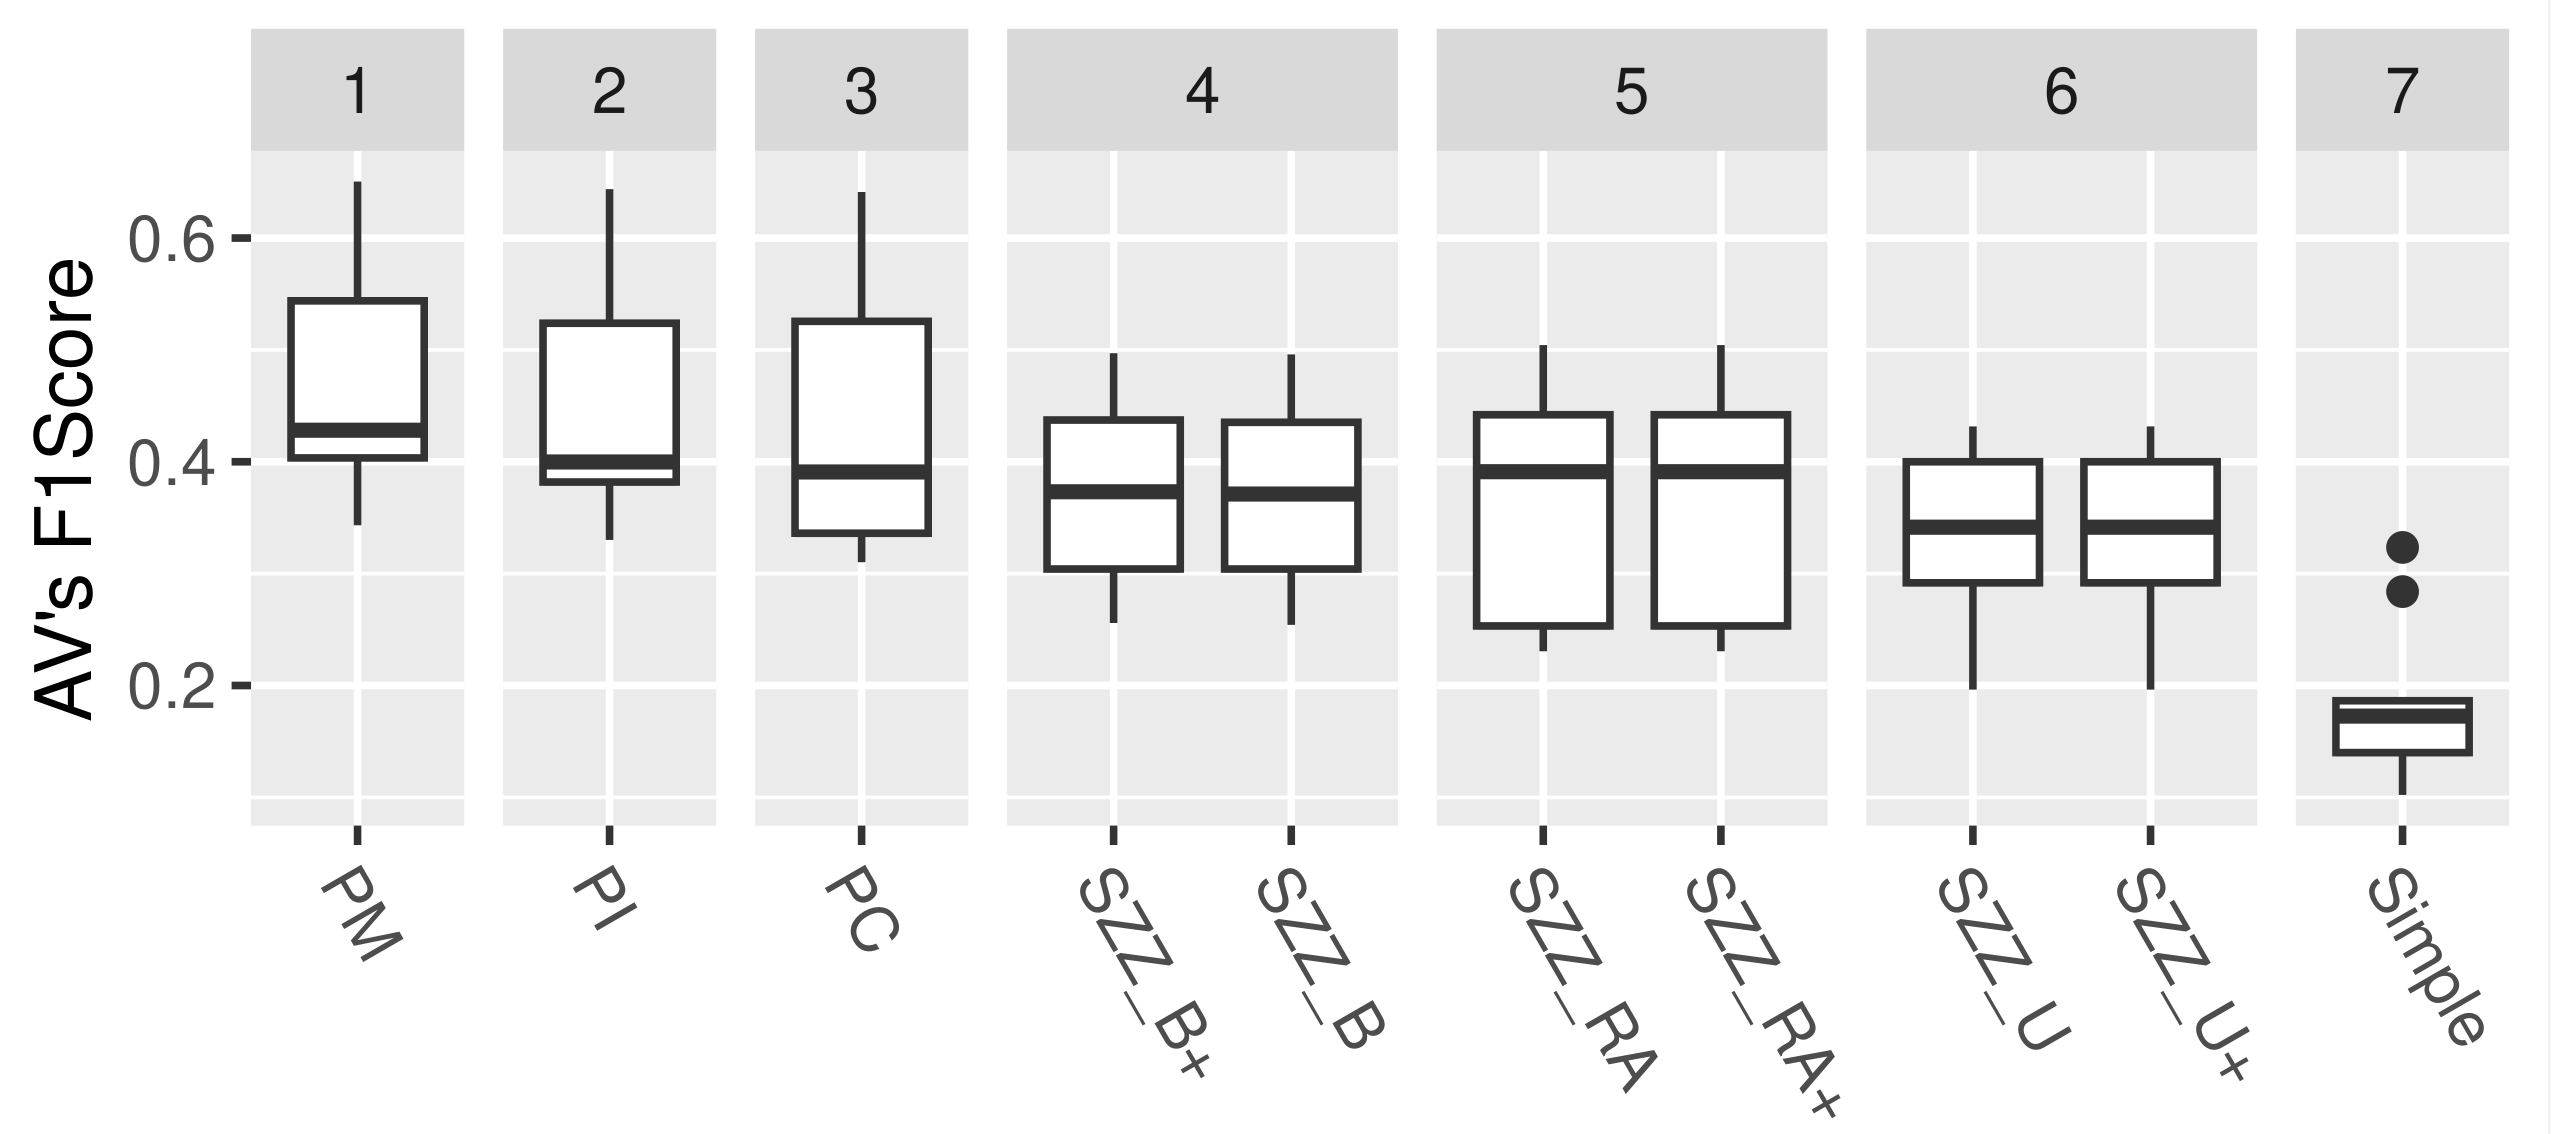 1 2 3 4 5 6 7
AV's F1Score
0.6
0.4
0.2
PM PI PC SZZ_B+ SZZ_B SZZ_RA SZZ_RA+ SZZ_U SZZ_U+ Simple